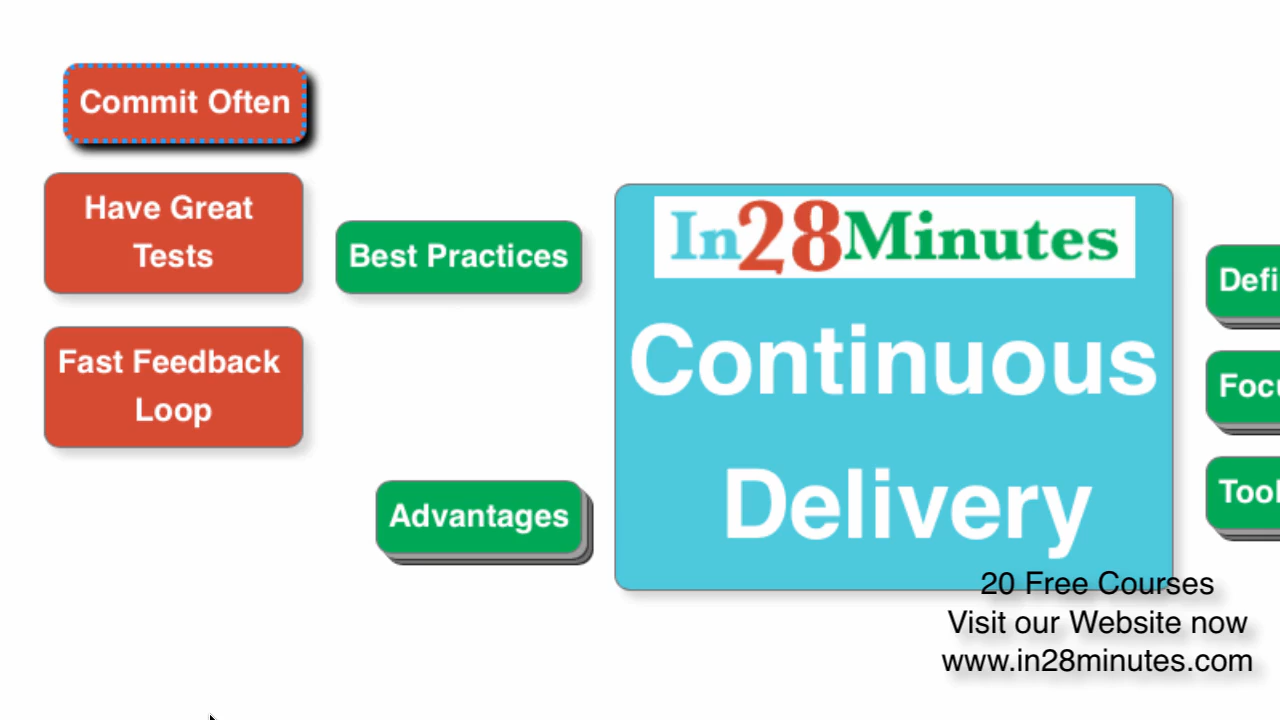 Commit Often
Have Great
Tests
Fast Feedback
Loop
Best Practices
Advantages
In28Minutes
Continuous
Delivery
20 Free Courses
Visit our Website now
www.in28minutes.com